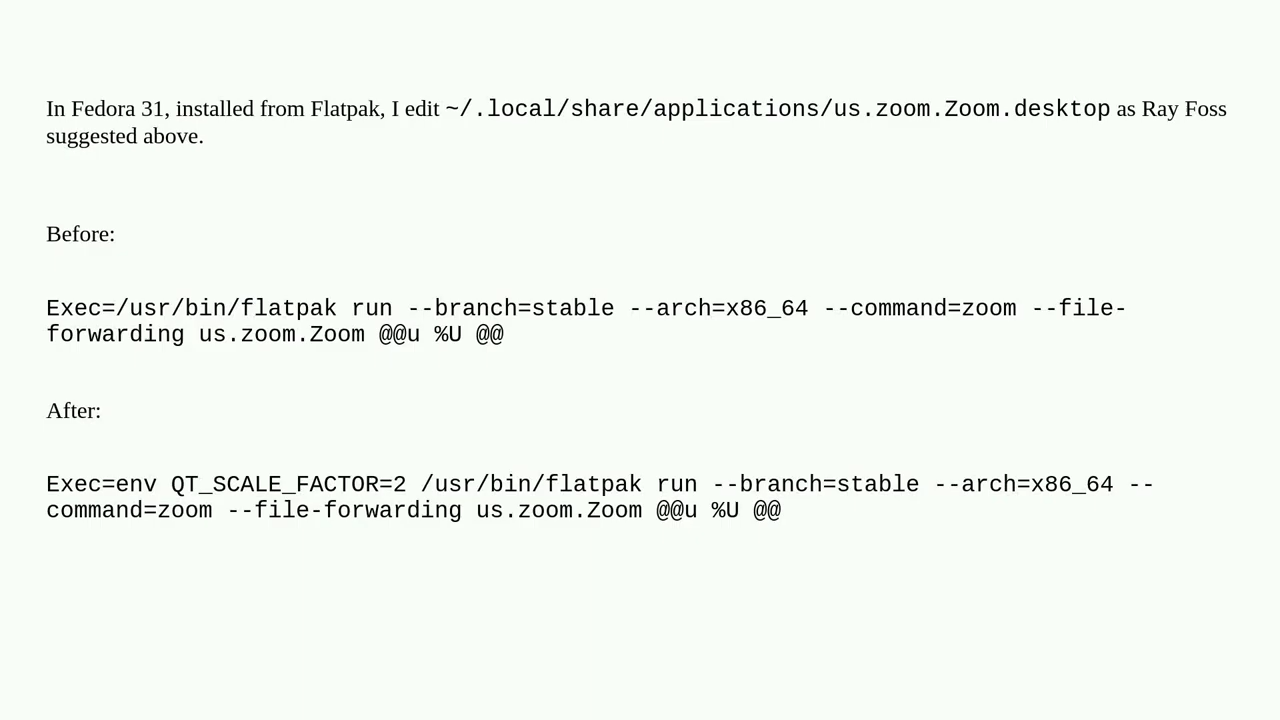 In Fedora 31, installed from Flatpak, I edit ~/.local/share/applications/us.zoom.Zoom.desktop as Ray Foss
suggested above.
Before:
Exec=/usr/bin/flatpak run --branch=stable --arch=x86_64 --command=zoom --file-
forwarding us.zoom.Zoom @@u %U @@
After:
Exec=env QT_SCALE_FACTOR=2 /usr/bin/flatpak run --branch=stable --arch=x86_64 --
command=zoom --file-forwarding us.zoom.Zoom @@u %U @@